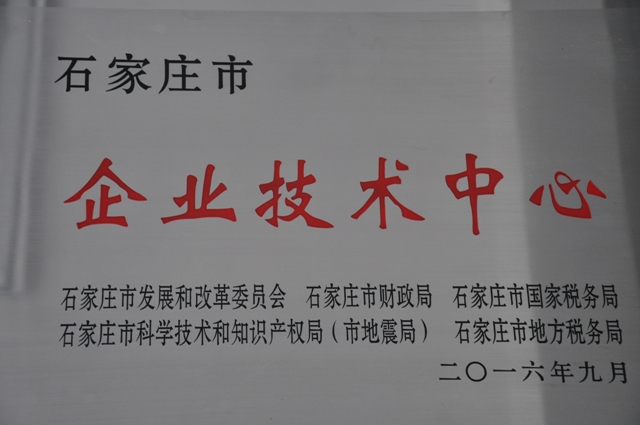 石家庄市
企业技术中心
石家庄市发展和改革委员会 石家庄市财政局 石家庄市国家税务局
石家庄市科学技术和知识产权局（市地震局） 石家庄市地方税务局
二〇一六年九月